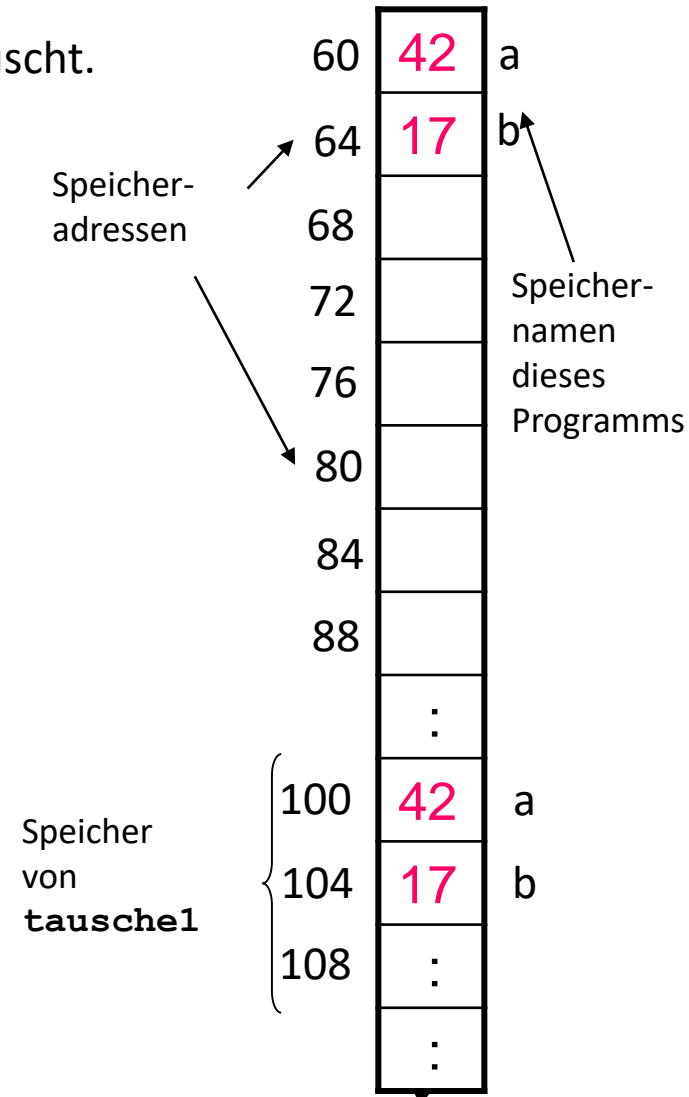 uscht.
60 42 a
64 17 b
Speicher-
adressen
68
72
Speicher-
namen
dieses
Programms
76
80
84
88
:
100 42 a
Speicher
von
tausche1
104 17 b
108 :
: